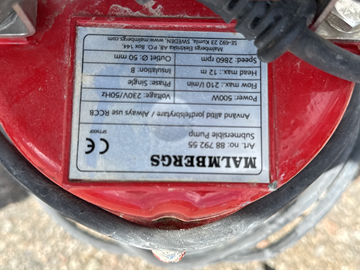 MALMBERGS
CE
Art. no: 88 792 55
Submersible Pump
Använd alltid jordfelsbrytare / Always use RCCB
Power: 500W
Voltage: 230V/50Hz
Flow max: 210 l/min
Phase: Single
Head max: 12 m
Insulation: B
Speed: 2860 rpm
Outlet: Ø 50 mm
Malmbergs Elektriska AB, PO Box 144,
SE-692 23 Kumla, SWEDEN, www.malmbergs.com